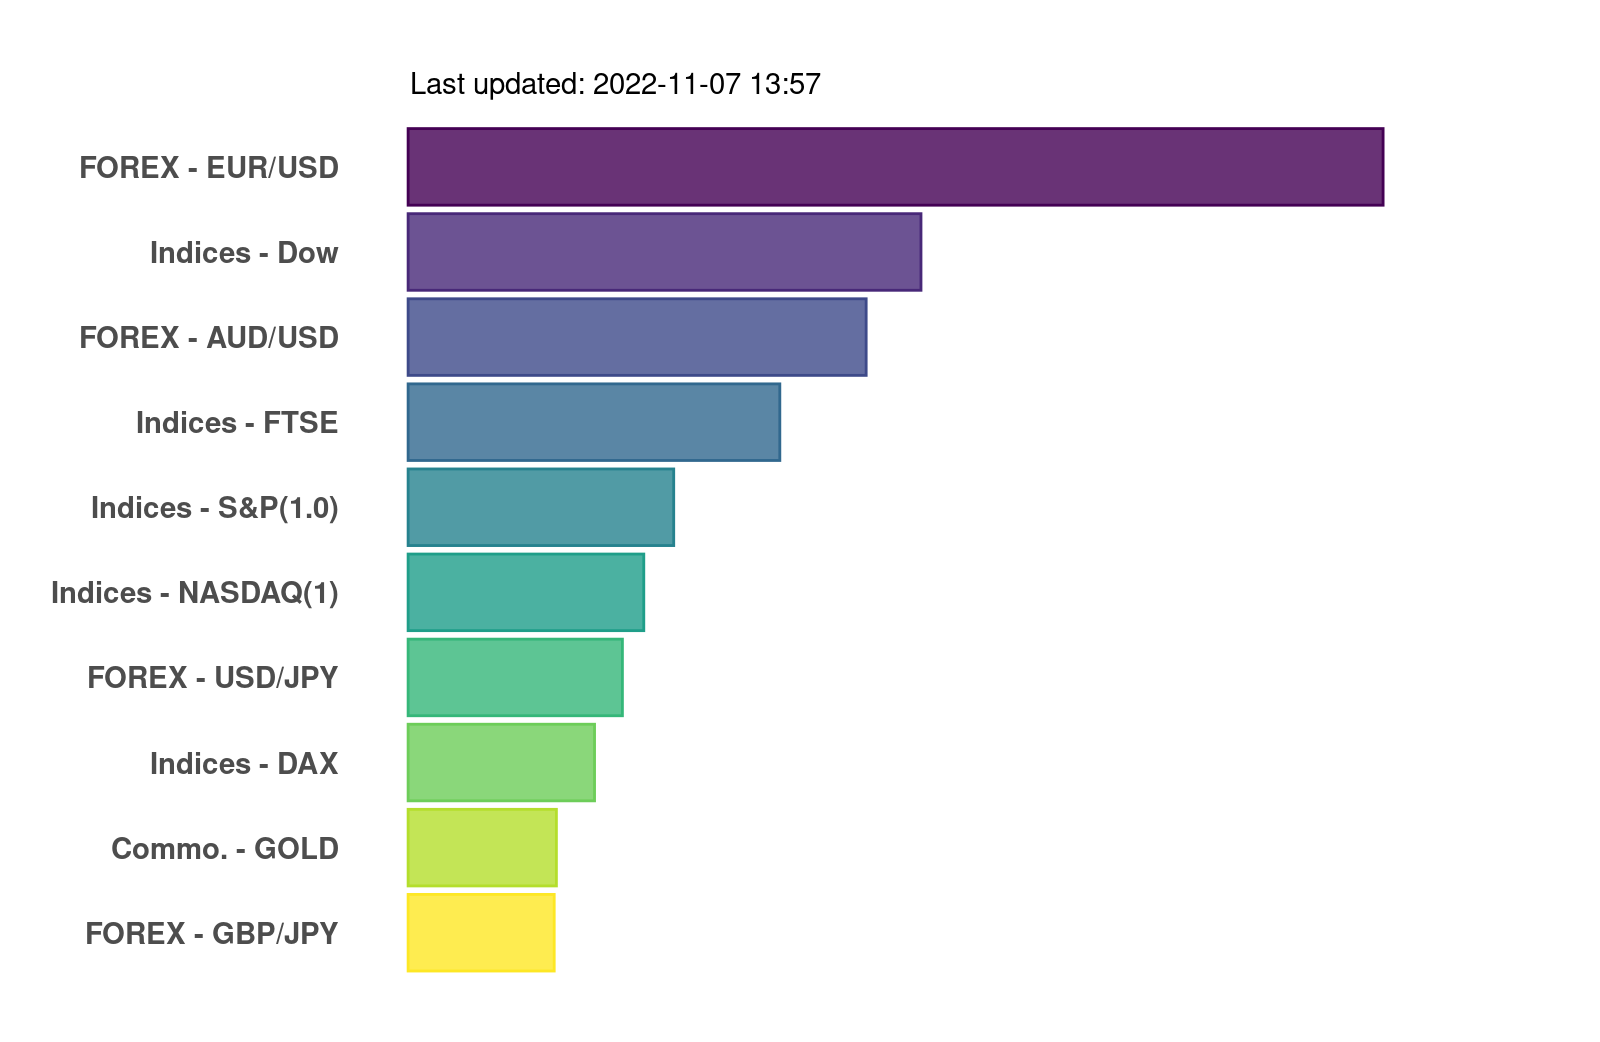 Last updated: 2022-11-07 13:57
FOREX - EUR/USD
Indices - Dow
FOREX - AUD/USD
Indices - FTSE
Indices - S&P(1.0)
Indices - NASDAQ(1)
FOREX - USD/JPY
Indices - DAX
Commo. - GOLD
FOREX - GBP/JPY